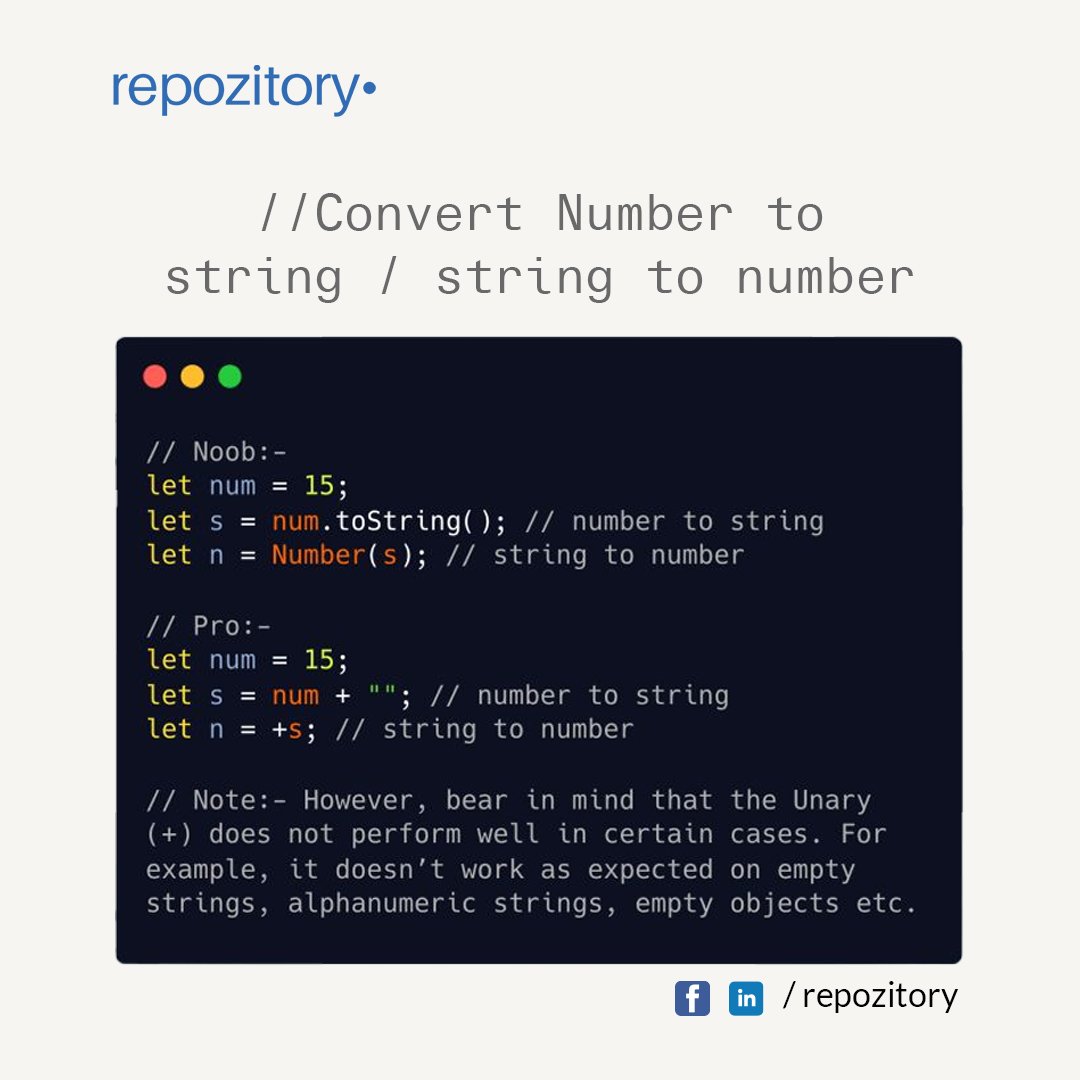 repozitory•
//Convert Number to
string / string to number
// Noob:-
let num = 15;
let s = num.toString(); // number to string
let n = Number(s); // string to number
// Pro:-
let num = 15;
let s = num + ""; // number to string
let n = +s; // string to number
// Note:- However, bear in mind that the Unary
(+) does not perform well in certain cases. For
example, it doesn’t work as expected on empty
strings, alphanumeric strings, empty objects etc.
f in / repozitory